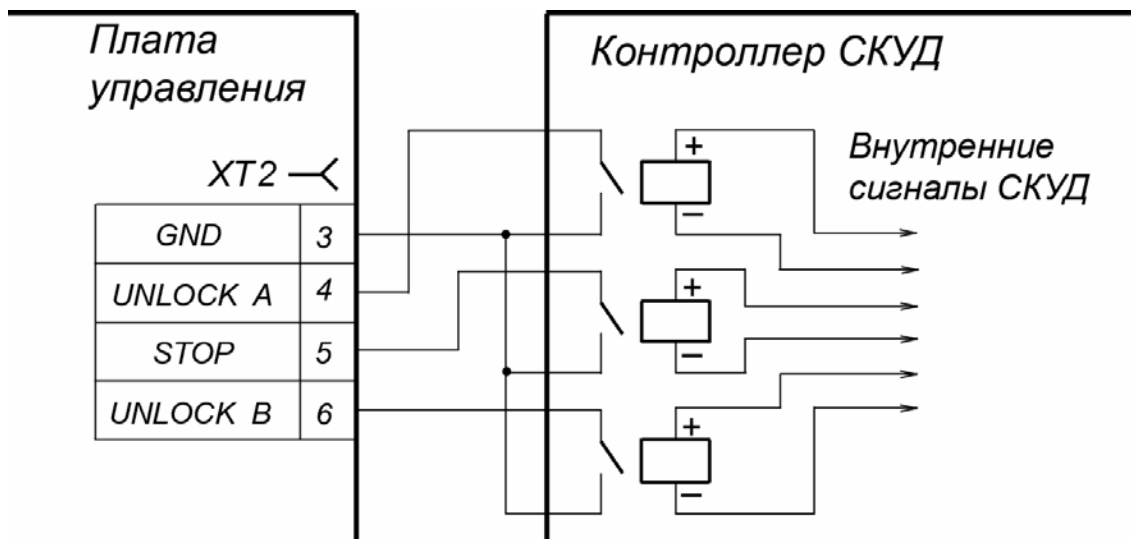 Плата
управления
Контроллер СКУД
XT2
GND 3
UNLOCK A 4
STOP 5
UNLOCK B 6
Внутренние
сигналы СКУД
+
−
+
−
+
−